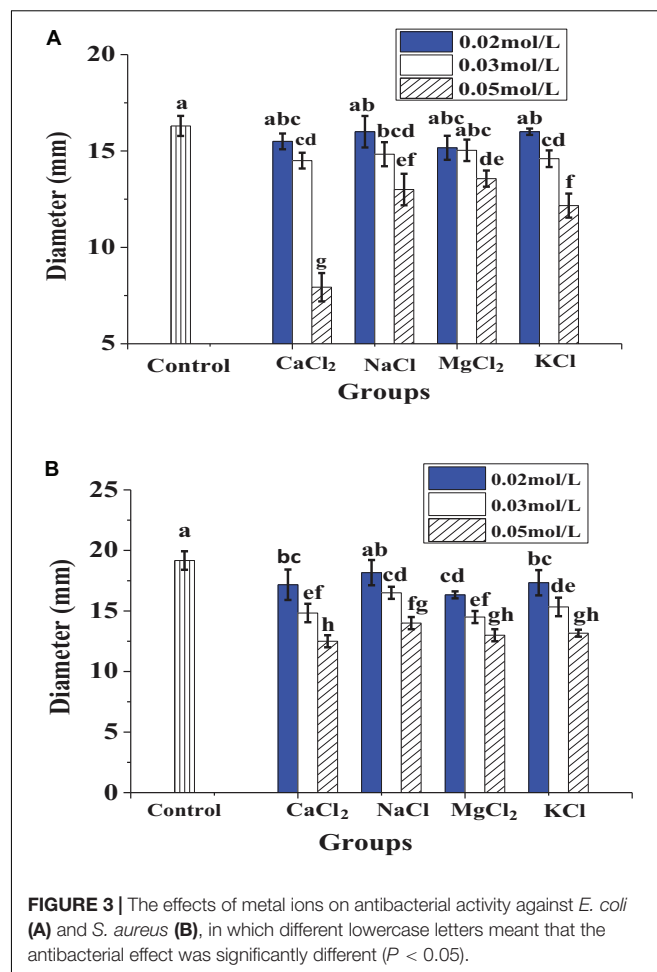 A
0.02mol/L
0.03mol/L
0.05mol/L
20
15
10
5
Diameter (mm)
a
abc
cd
g
ab
bcd
ef
abc
abc
de
ab
cd
f
Control
CaCl₂
NaCl
MgCl₂
KCl
Groups
B
0.02mol/L
0.03mol/L
0.05mol/L
25
20
15
10
5
0
Diameter (mm)
a
bc
ef
h
ab
cd
fg
cd
ef
gh
bc
de
gh
Control
CaCl₂
NaCl
MgCl₂
KCl
Groups
FIGURE 3 | The effects of metal ions on antibacterial activity against E. coli
(A) and S. aureus (B), in which different lowercase letters meant that the
antibacterial effect was significantly different (P < 0.05).